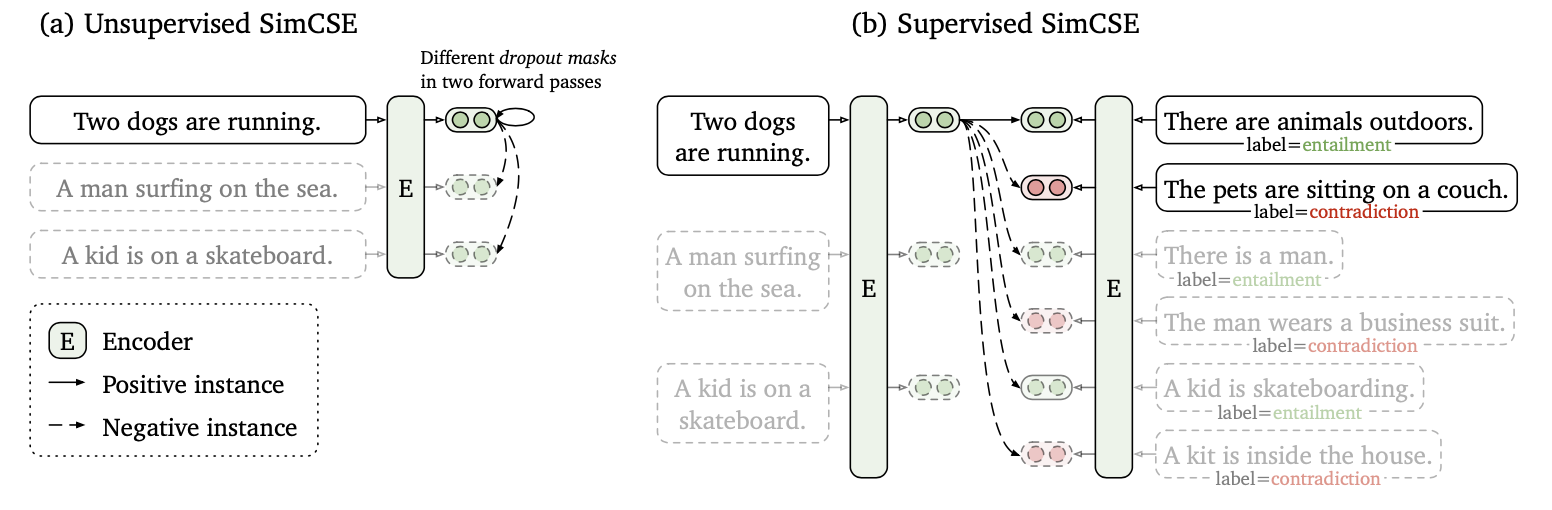 (a) Unsupervised SimCSE
Different dropout masks
in two forward passes
Two dogs are running.
A man surfing on the sea.
A kid is on a skateboard.
E
E Encoder
Positive instance
Negative instance
(b) Supervised SimCSE
Two dogs
are running.
A man surfing
on the sea.
A kid is on a
skateboard.
E
E
There are animals outdoors.
label=entailment
The pets are sitting on a couch.
label=contradiction
There is a man.
label=entailment
The man wears a business suit.
label=contradiction
A kid is skateboarding.
label=entailment
A kit is inside the house.
label=contradiction